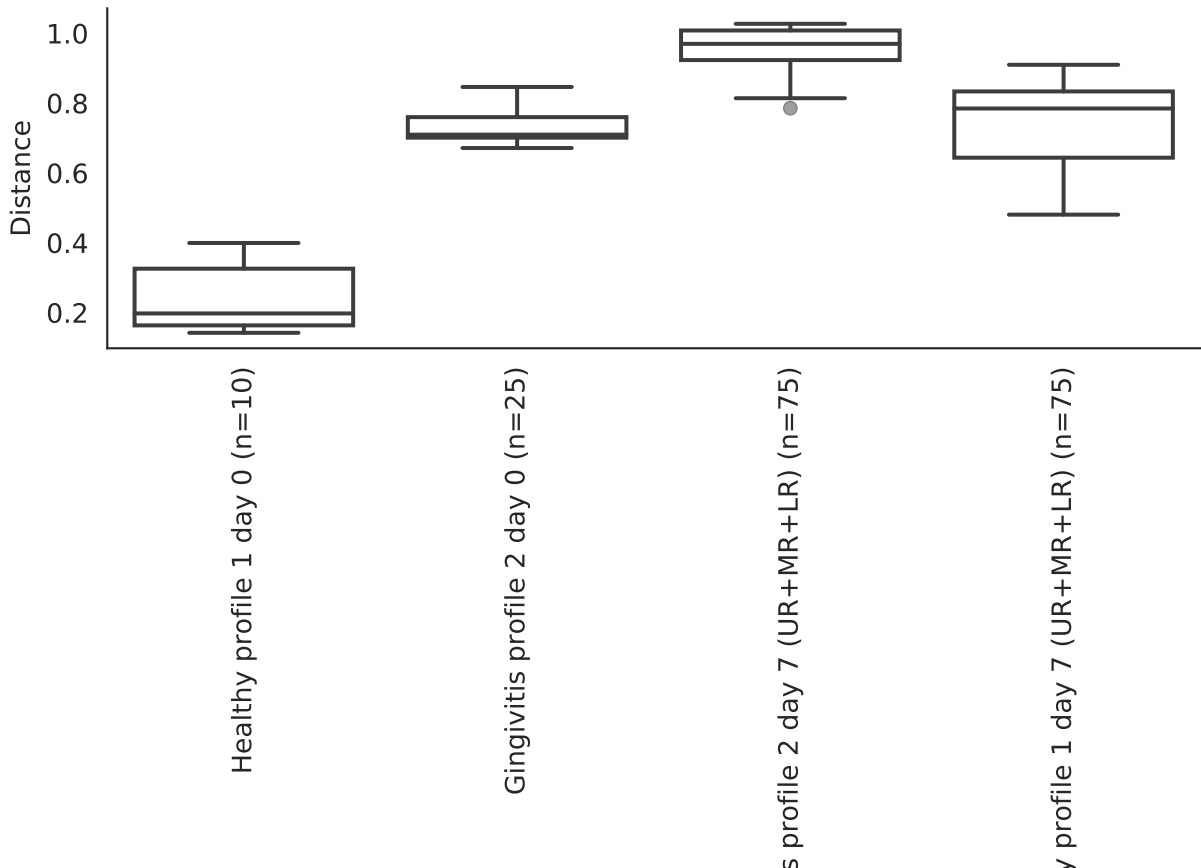 Distance
1.0
0.8
0.6
0.4
0.2
Healthy profile 1 day 0 (n=10)
Gingivitis profile 2 day 0 (n=25)
s profile 2 day 7 (UR+MR+LR) (n=75)
y profile 1 day 7 (UR+MR+LR) (n=75)